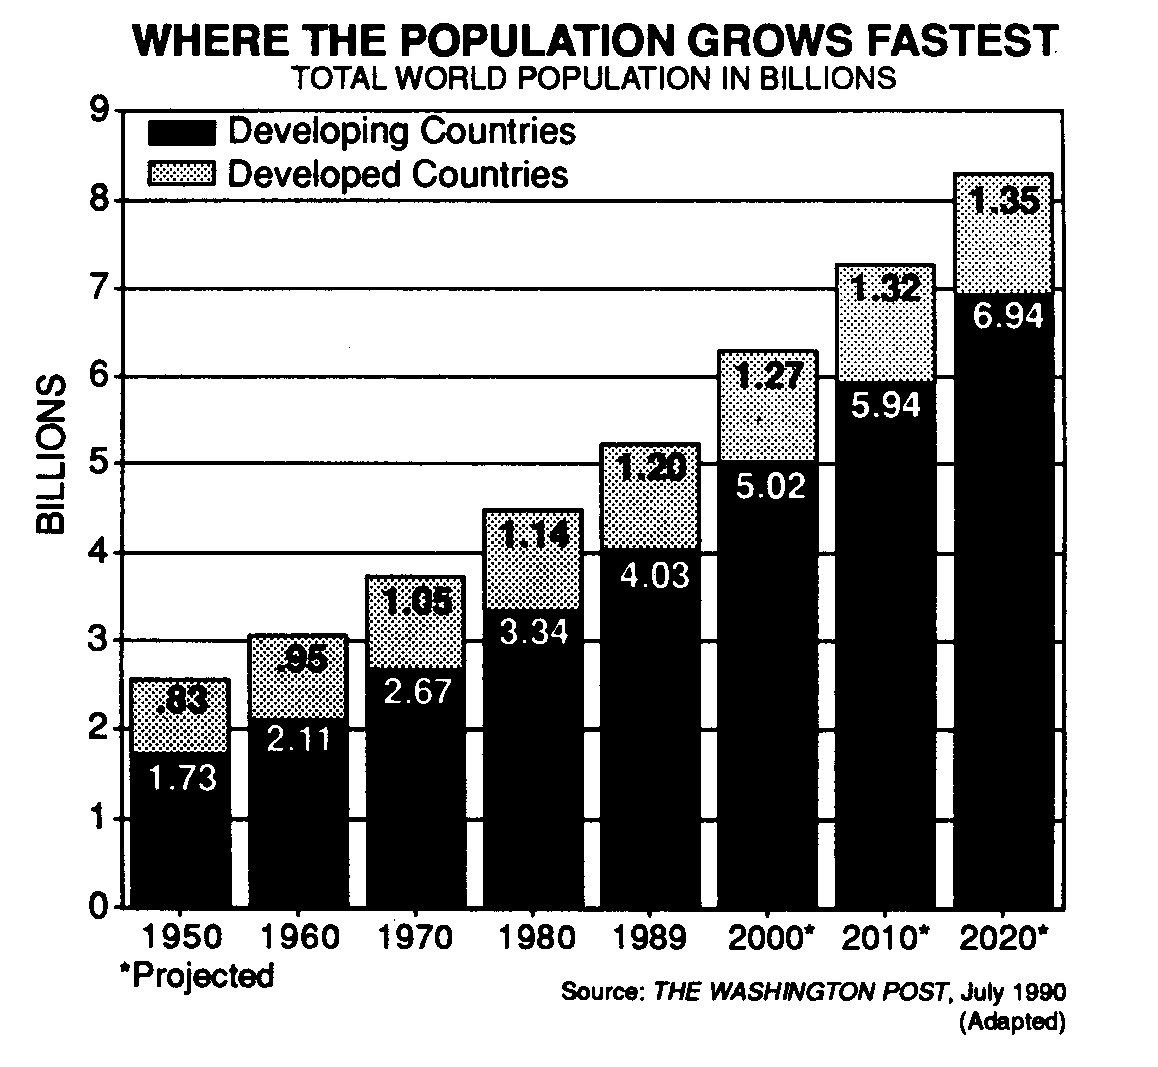 WHERE THE POPULATION GROWS FASTEST
TOTAL WORLD POPULATION IN BILLIONS
9
Developing Countries
Developed Countries
8
7
6
5
4
3
2
1
0
BILLIONS
.83
1.73
.95
2.11
1.05
2.67
1.14
3.34
1.20
4.03
1.27
5.02
1.32
5.94
1.35
6.94
1950 1960 1970 1980 1989 2000* 2010* 2020*
*Projected
Source: THE WASHINGTON POST, July 1990
(Adapted)